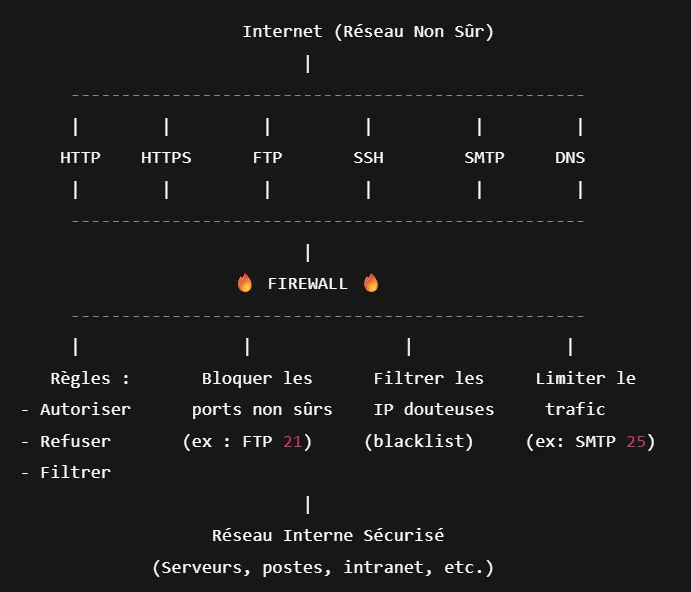 Internet (Réseau Non Sûr)
|
---------------------------------------------------
| | | | | |
HTTP HTTPS FTP SSH SMTP DNS
| | | | | |
---------------------------------------------------
|
🔥 FIREWALL 🔥
---------------------------------------------------
| | | |
Règles : Bloquer les Filtrer les Limiter le
- Autoriser ports non sûrs IP douteuses trafic
- Refuser (ex : FTP 21) (blacklist) (ex: SMTP 25)
- Filtrer
|
Réseau Interne Sécurisé
(Serveurs, postes, intranet, etc.)